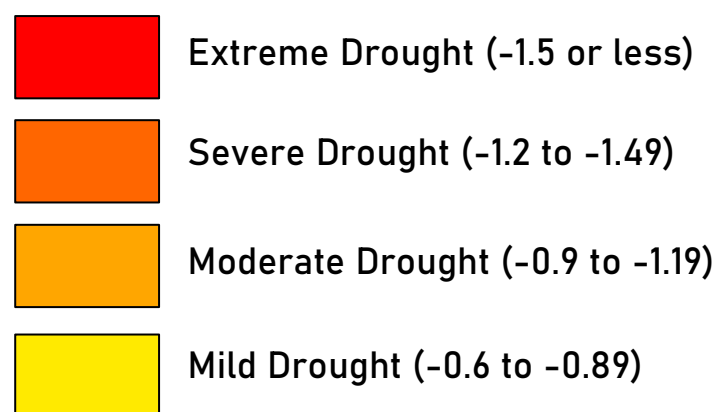 Extreme Drought (-1.5 or less)
Severe Drought (-1.2 to -1.49)
Moderate Drought (-0.9 to -1.19)
Mild Drought (-0.6 to -0.89)